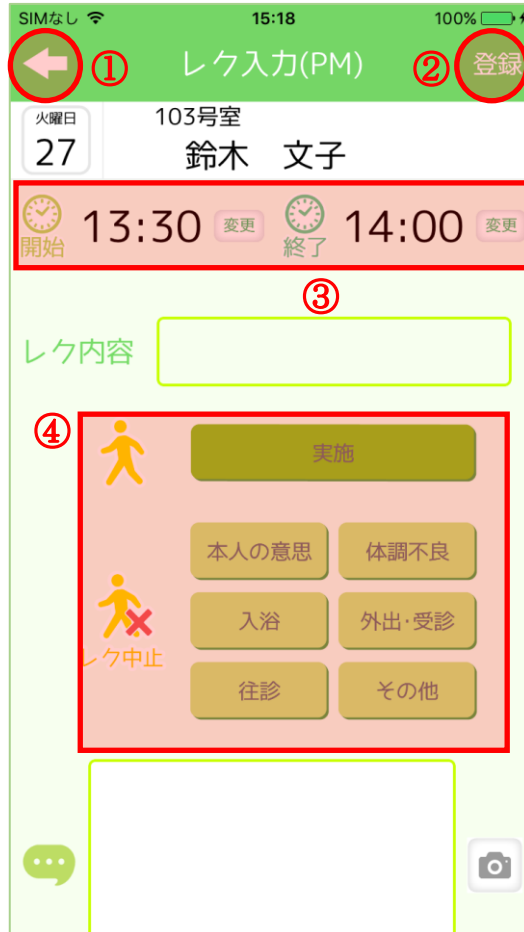 SIMなし 15:18 100%
① レク入力(PM) ② 登録
火曜日 103号室
27 鈴木 文子
開始 13:30 変更 終了 14:00 変更
③
レク内容
④
実施
本人の意思 体調不良
入浴 外出・受診
レク中止
往診 その他